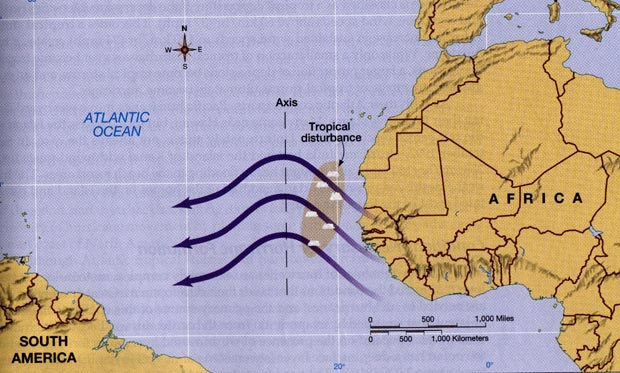 N
W E
S
ATLANTIC
OCEAN
Axis
Tropical
disturbance
AFRICA
0 500 1,000 Miles
0 500 1,000 Kilometers
SOUTH
AMERICA
20° 0°